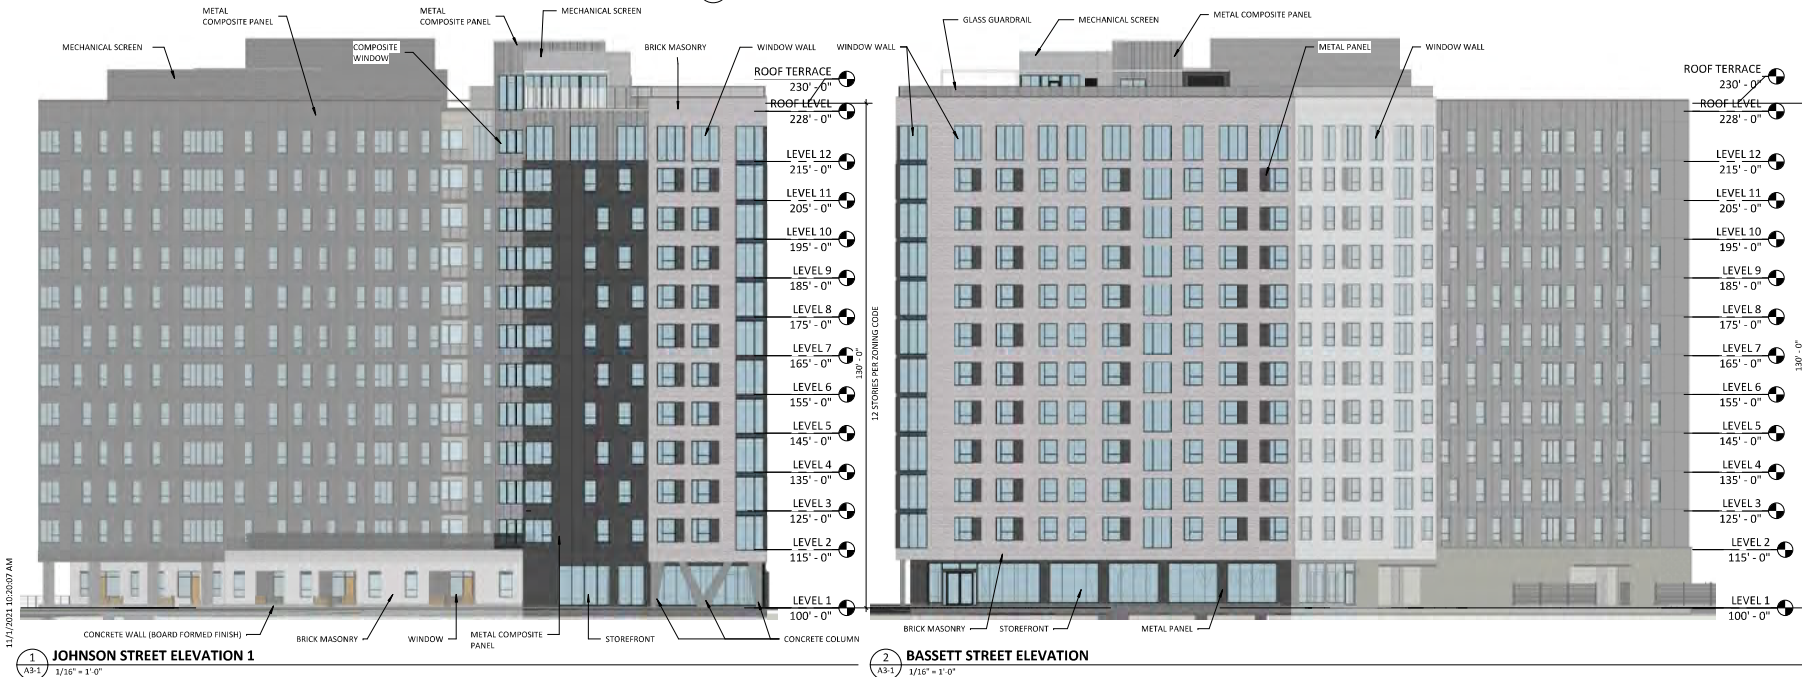 METAL
COMPOSITE PANEL
METAL
COMPOSITE PANEL
MECHANICAL SCREEN
MECHANICAL SCREEN
COMPOSITE
WINDOW
BRICK MASONRY
WINDOW WALL
ROOF TERRACE
230' - 0"
ROOF LEVEL
228' - 0"
LEVEL 12
215' - 0"
LEVEL 11
205' - 0"
LEVEL 10
195' - 0"
LEVEL 9
185' - 0"
LEVEL 8
175' - 0"
LEVEL 7
165' - 0"
LEVEL 6
155' - 0"
LEVEL 5
145' - 0"
LEVEL 4
135' - 0"
LEVEL 3
125' - 0"
LEVEL 2
115' - 0"
LEVEL 1
100' - 0"
130' - 0"
12 STORIES PER ZONING CODE
CONCRETE WALL (BOARD FORMED FINISH)
BRICK MASONRY
WINDOW
METAL COMPOSITE
PANEL
STOREFRONT
CONCRETE COLUMN
11/1/2021 10:20:07 AM
1
A3-1
JOHNSON STREET ELEVATION 1
1/16" = 1'-0"
WINDOW WALL
GLASS GUARDRAIL
MECHANICAL SCREEN
METAL COMPOSITE PANEL
METAL PANEL
WINDOW WALL
ROOF TERRACE
230' - 0"
ROOF LEVEL
228' - 0"
LEVEL 12
215' - 0"
LEVEL 11
205' - 0"
LEVEL 10
195' - 0"
LEVEL 9
185' - 0"
LEVEL 8
175' - 0"
LEVEL 7
165' - 0"
LEVEL 6
155' - 0"
LEVEL 5
145' - 0"
LEVEL 4
135' - 0"
LEVEL 3
125' - 0"
LEVEL 2
115' - 0"
LEVEL 1
100' - 0"
130' - 0"
BRICK MASONRY
STOREFRONT
METAL PANEL
2
A3-1
BASSETT STREET ELEVATION
1/16" = 1'-0"